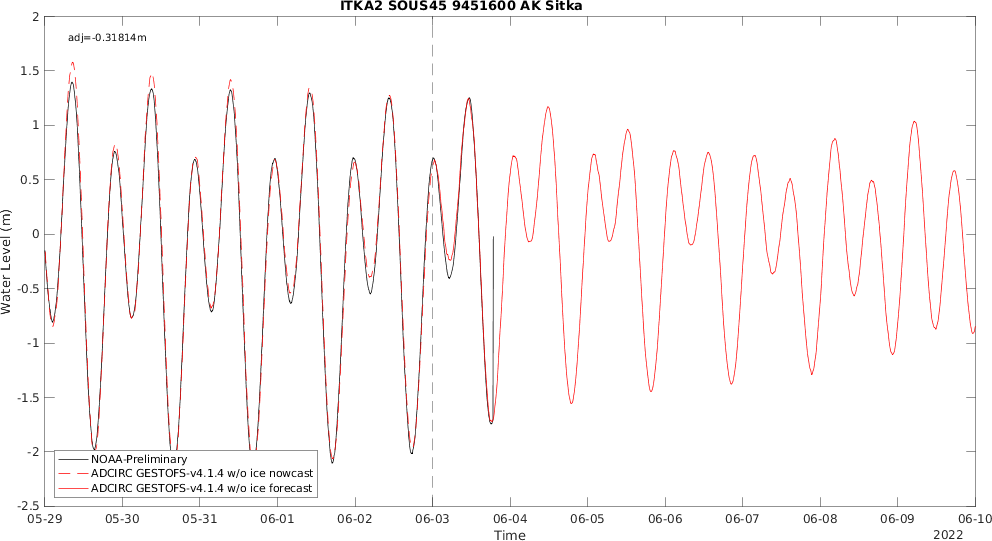 ITKA2 SOUS45 9451600 AK Sitka
adj=-0.31814m
2
1.5
1
0.5
0
-0.5
-1
-1.5
-2
-2.5
Water Level (m)
NOAA-Preliminary
ADCIRC GESTOFS-v4.1.4 w/o ice nowcast
ADCIRC GESTOFS-v4.1.4 w/o ice forecast
05-29 05-30 05-31 06-01 06-02 06-03 06-04 06-05 06-06 06-07 06-08 06-09 06-10
Time
2022